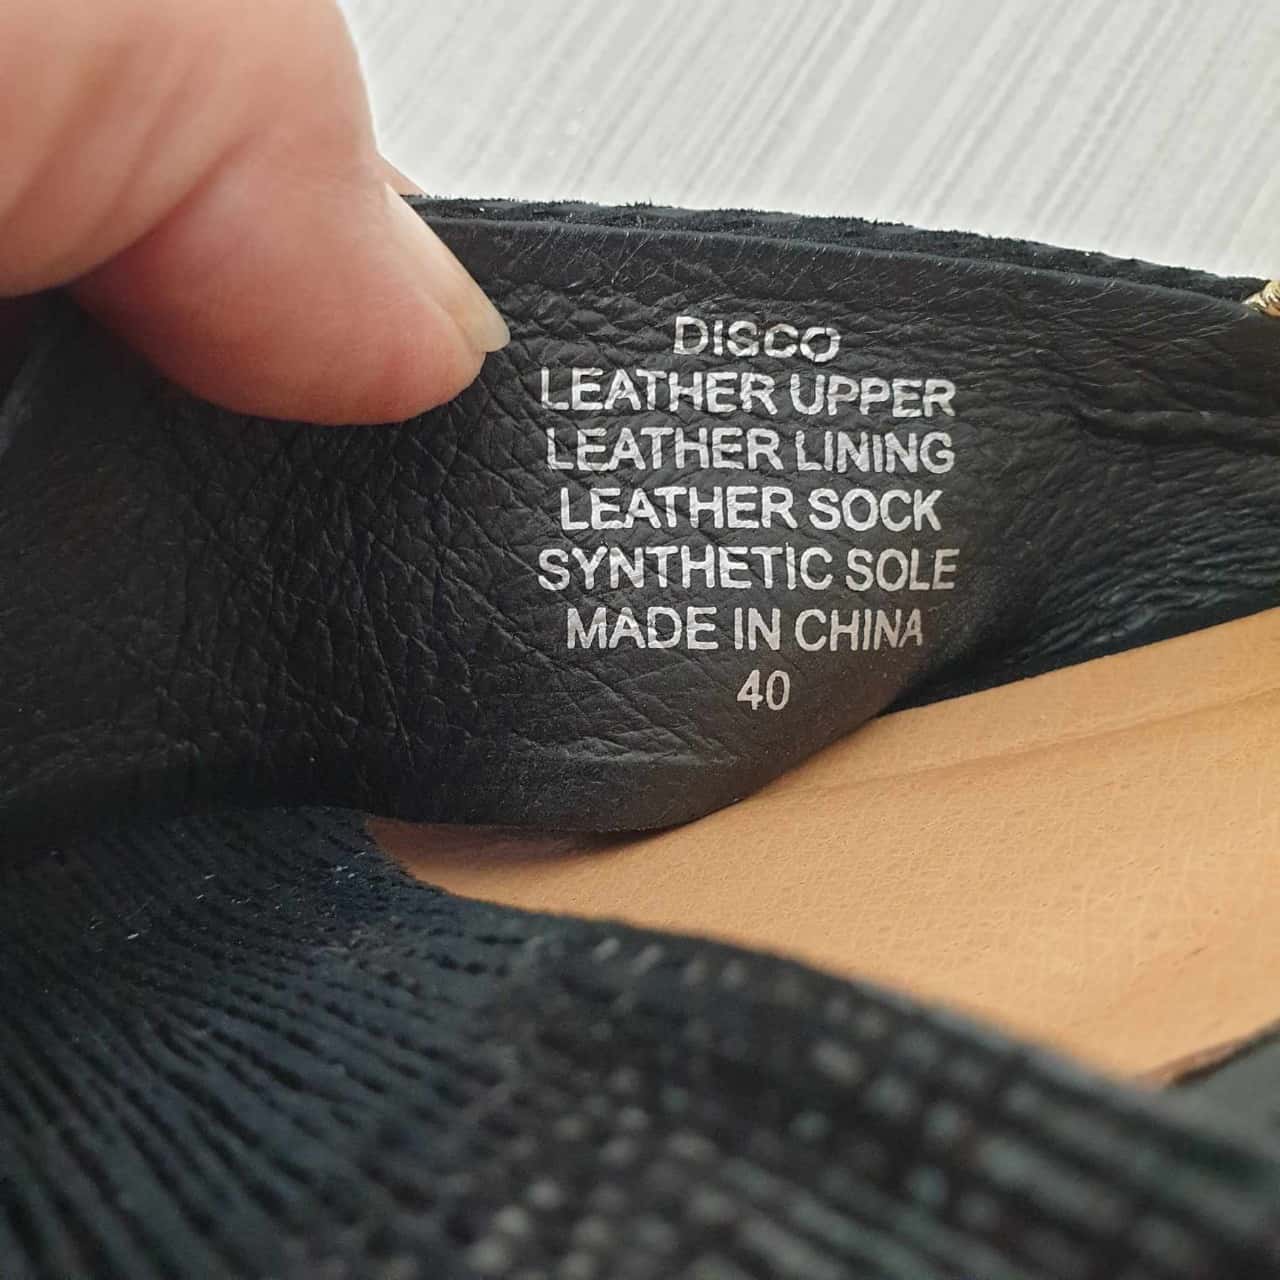 DISCO
LEATHER UPPER
LEATHER LINING
LEATHER SOCK
SYNTHETIC SOLE
MADE IN CHINA
40